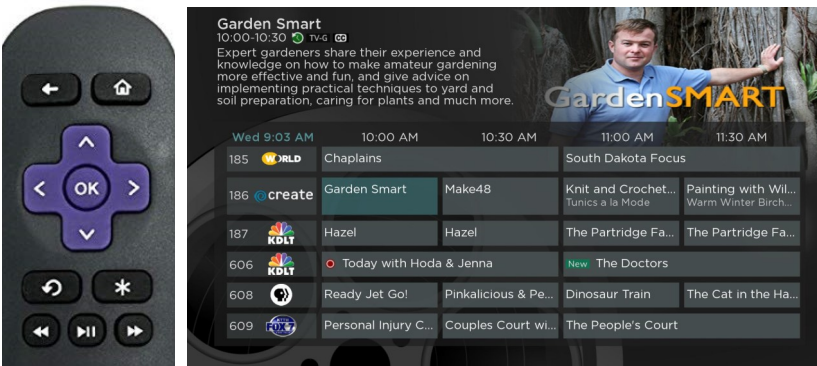 OK
Garden Smart
10:00-10:30 TV-G CC
Expert gardeners share their experience and
knowledge on how to make amateur gardening
more effective and fun, and give advice on
implementing practical techniques to yard and
soil preparation, caring for plants and much more.
GardenSMART
Wed 9:03 AM 10:00 AM 10:30 AM 11:00 AM 11:30 AM
185 WORLD Chaplains South Dakota Focus
186 create Garden Smart Make48 Knit and Crochet... Painting with Wil...
Tunics a la Mode Warm Winter Birch...
187 KDLT Hazel Hazel The Partridge Fa... The Partridge Fa...
606 KDLT Today with Hoda & Jenna New The Doctors
608 Ready Jet Go! Pinkalicious & Pe... Dinosaur Train The Cat in the Ha...
609 FOX 7 Personal Injury C... Couples Court wi... The People's Court